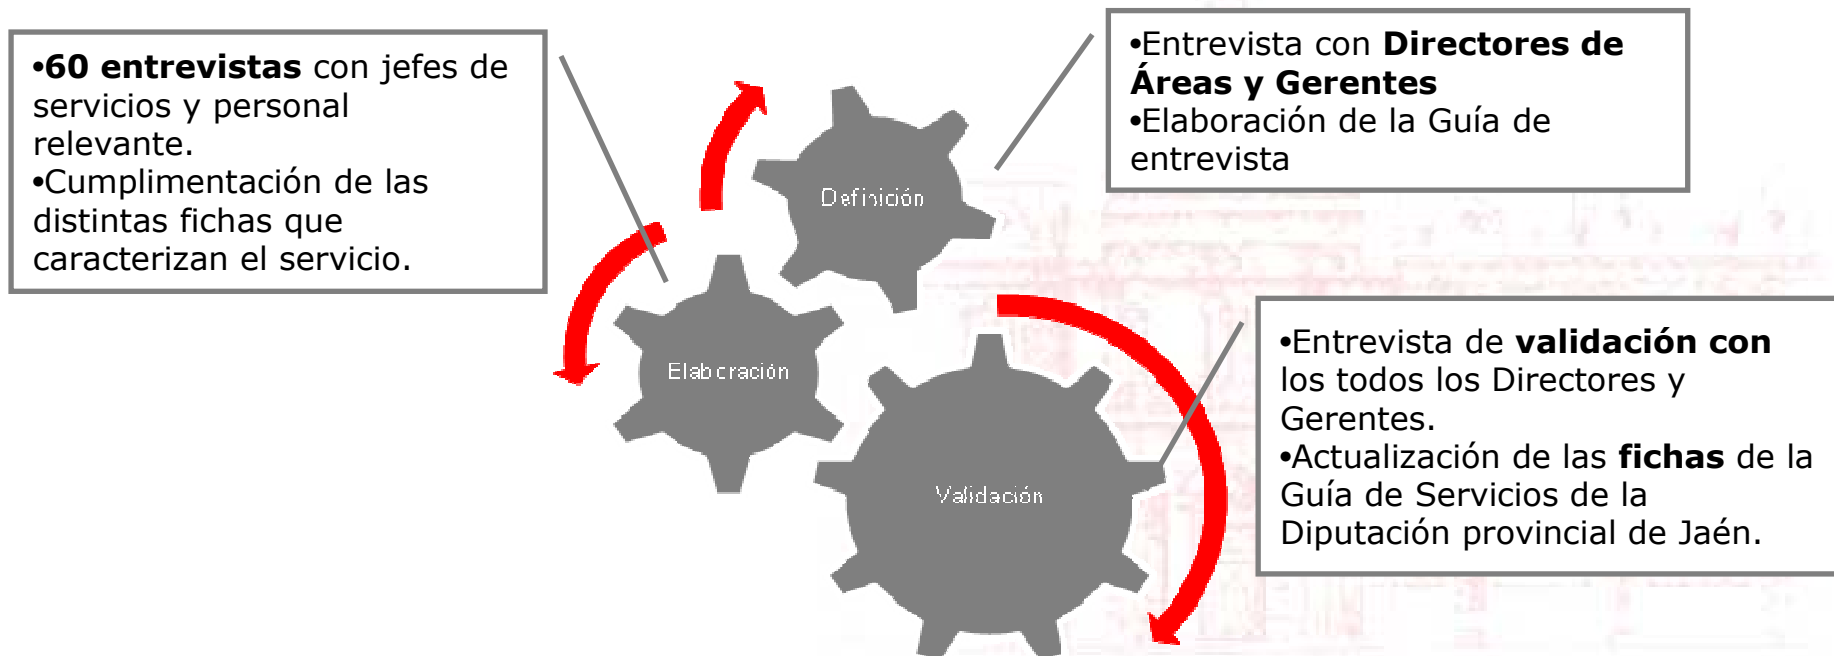 •60 entrevistas con jefes de
servicios y personal
relevante.
•Cumplimentación de las
distintas fichas que
caracterizan el servicio.
•Entrevista con Directores de
Áreas y Gerentes
•Elaboración de la Guía de
entrevista
Definición
Elaboración
Validación
•Entrevista de validación con
los todos los Directores y
Gerentes.
•Actualización de las fichas de la
Guía de Servicios de la
Diputación provincial de Jaén.